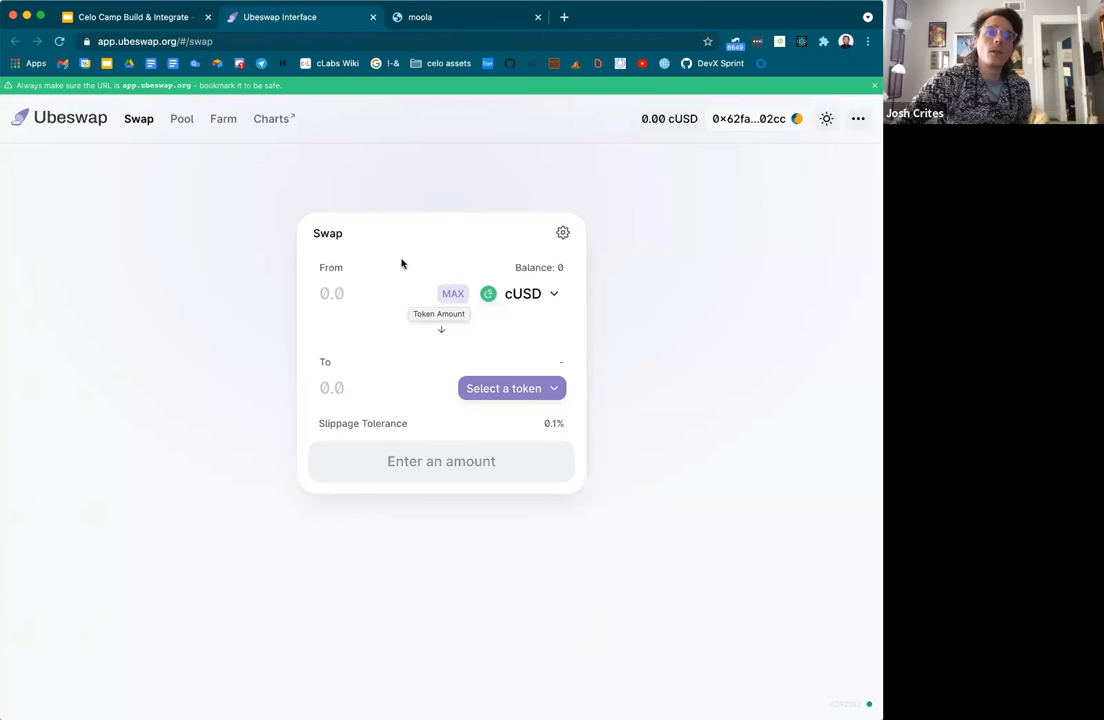 Celo Camp Build & Integrate -
Ubeswap Interface
moola
app.ubeswap.org/#/swap
6649
Apps
cLabs Wiki
!-&
celo assets
DevX Sprint
Always make sure the URL is app.ubeswap.org - bookmark it to be safe.
Josh Crites
Ubeswap
Swap
Pool
Farm
Charts↗
0.00 cUSD
0x62fa...02cc
Swap
From
Balance: 0
0.0
MAX
cUSD
Token Amount
To
-
0.0
Select a token
Slippage Tolerance
0.1%
Enter an amount